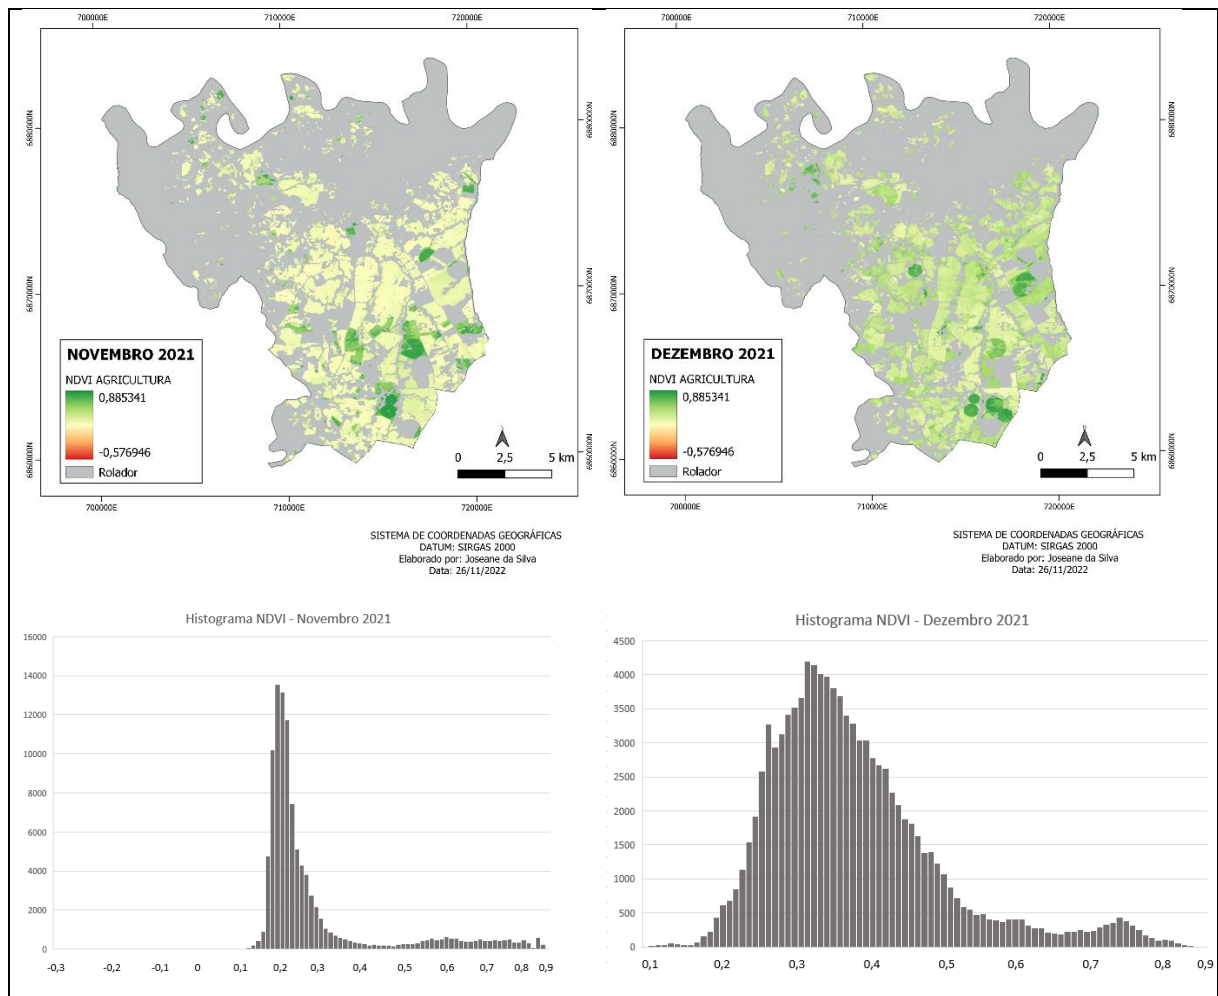 700000E 710000E 720000E
6880000N
6880000N
6870000N
6870000N
6860000N
6860000N
NOVEMBRO 2021
NDVI AGRICULTURA
0,885341
-0,576946
Rolador
N
0 2,5 5 km
700000E 710000E 720000E
SISTEMA DE COORDENADAS GEOGRÁFICAS
DATUM: SIRGAS 2000
Elaborado por: Joseane da Silva
Data: 26/11/2022
700000E 710000E 720000E
6880000N
6880000N
6870000N
6870000N
6860000N
6860000N
DEZEMBRO 2021
NDVI AGRICULTURA
0,885341
-0,576946
Rolador
N
0 2,5 5 km
700000E 710000E 720000E
SISTEMA DE COORDENADAS GEOGRÁFICAS
DATUM: SIRGAS 2000
Elaborado por: Joseane da Silva
Data: 26/11/2022
Histograma NDVI - Novembro 2021
16000
14000
12000
10000
8000
6000
4000
2000
0
-0,3 -0,2 -0,1 0 0,1 0,2 0,3 0,4 0,5 0,6 0,7 0,8 0,9
Histograma NDVI - Dezembro 2021
4500
4000
3500
3000
2500
2000
1500
1000
500
0
0,1 0,2 0,3 0,4 0,5 0,6 0,7 0,8 0,9